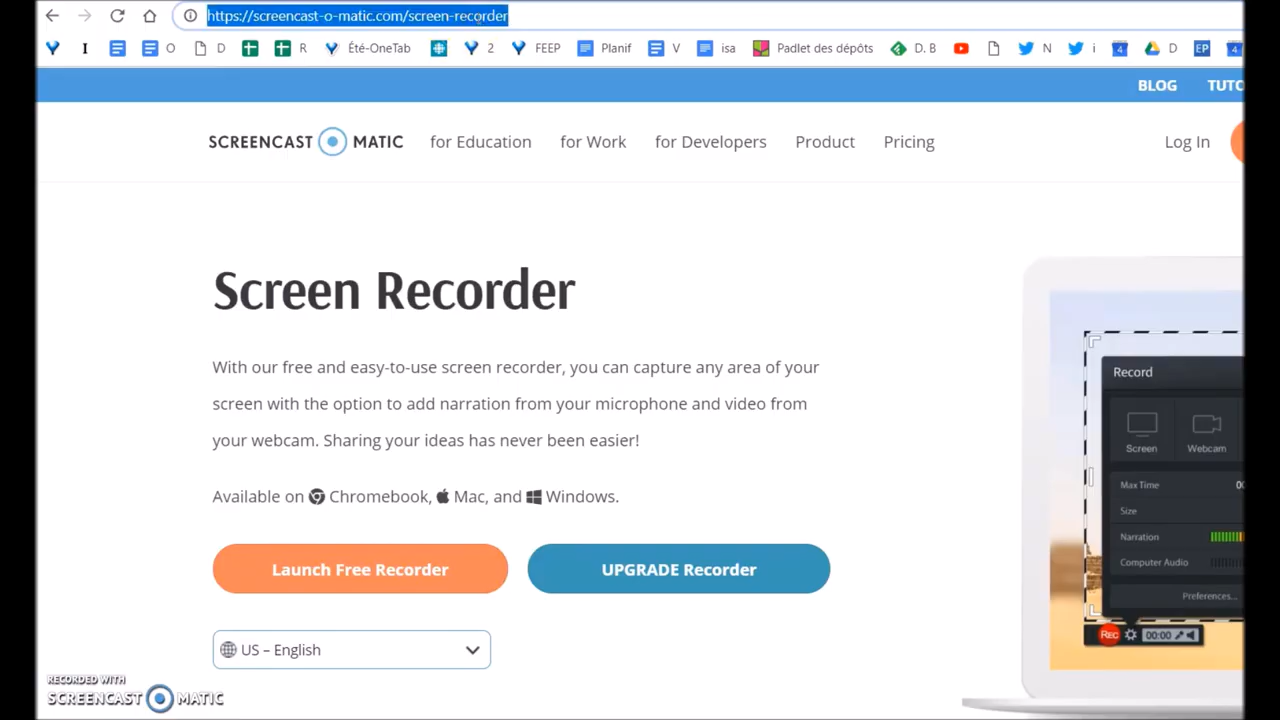 https://screencast-o-matic.com/screen-recorder
I O D R Été-OneTab 2 FEEP Planif V isa Padlet des dépôts D. B N i 4 D EP 4
BLOG TUTO
SCREENCAST MATIC for Education for Work for Developers Product Pricing Log In
Screen Recorder
With our free and easy-to-use screen recorder, you can capture any area of your
screen with the option to add narration from your microphone and video from
your webcam. Sharing your ideas has never been easier!
Available on Chromebook, Mac, and Windows.
Launch Free Recorder UPGRADE Recorder
US – English
Record
Screen Webcam
Max Time 00
Size
Narration
Computer Audio
Preferences...
Rec 00:00
RECORDED WITH
SCREENCAST MATIC